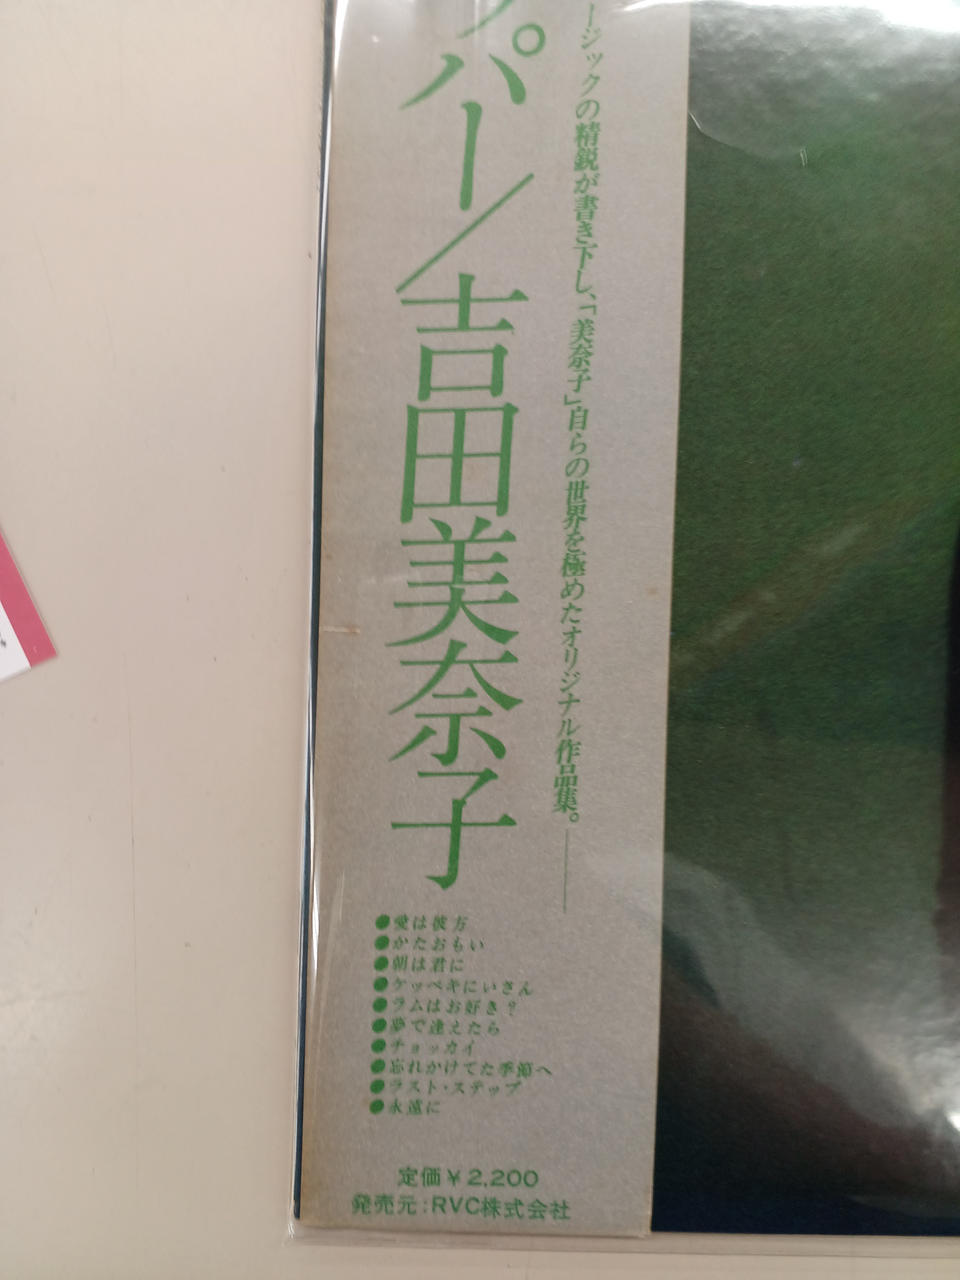 ージックの精鋭が書き下し、「美奈子」自らの世界を極めたオリジナル作品集。
パー／吉田美奈子
●愛は彼方
●かたおもい
●朝は君に
●ケッペキにいさん
●ラムはお好き?
●夢で逢えたら
●チョッカイ
●忘れかけてた季節へ
●ラスト・ステップ
●永遠に
定価¥2,200
発売元:RVC株式会社